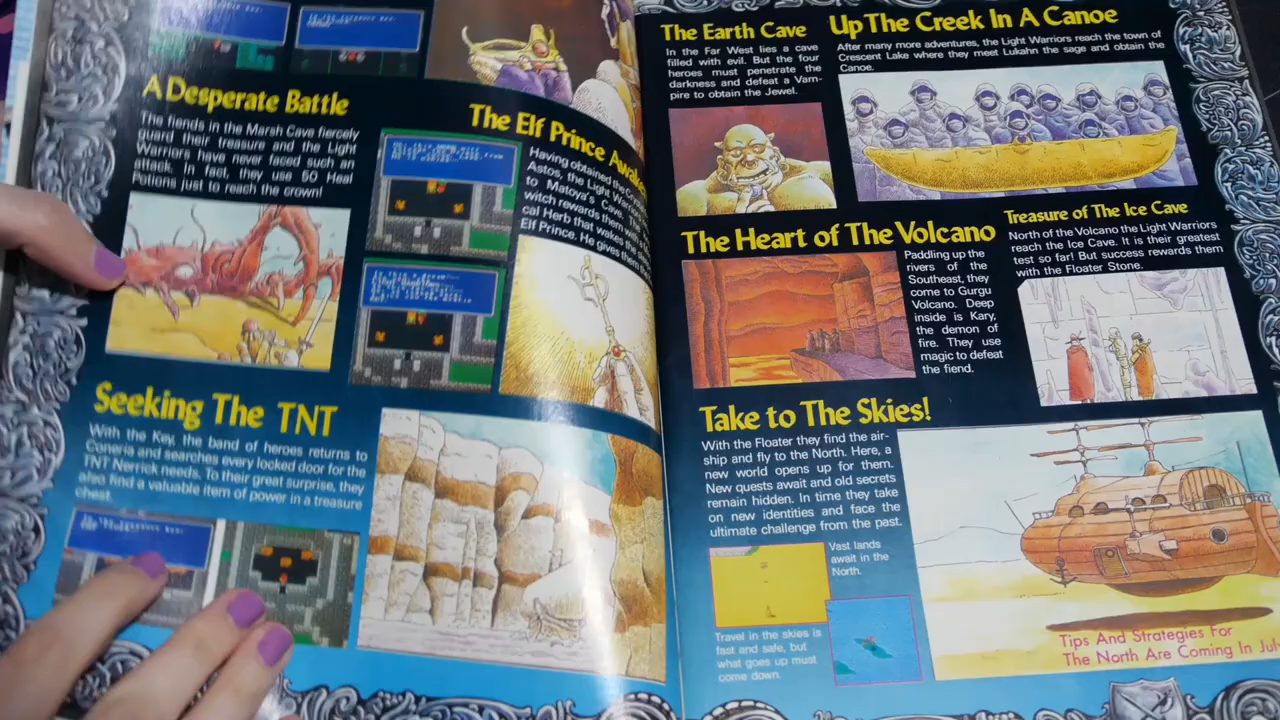 A Desperate Battle
The fiends in the Marsh Cave fiercely
guard their treasure and the Light
Warriors have never faced such an
attack. In fact, they use 50 Heal
Potions just to reach the crown!
The Elf Prince Awake
Having obtained the
Astos, the Light
to Matoya's Cave.
witch rewards them with
cal Herb that wakes the
Elf Prince. He gives them
Seeking The TNT
With the Key, the band of heroes returns to
Coneria and searches every locked door for the
TNT Nerrick needs. To their great surprise, they
also find a valuable item of power in a treasure
chest.
The Earth Cave
In the Far West lies a cave
filled with evil. But the four
heroes must penetrate the
darkness and defeat a Vam-
pire to obtain the Jewel.
Up The Creek In A Canoe
After many more adventures, the Light Warriors reach the town of
Crescent Lake where they meet Lukahn the sage and obtain the
Canoe.
The Heart of The Volcano
Paddling up the
rivers of the
Southeast, they
come to Gurgu
Volcano. Deep
inside is Kary,
the demon of
fire. They use
magic to defeat
the fiend.
Treasure of The Ice Cave
North of the Volcano the Light Warriors
reach the Ice Cave. It is their greatest
test so far! But success rewards them
with the Floater Stone.
Take to The Skies!
With the Floater they find the air-
ship and fly to the North. Here, a
new world opens up for them.
New quests await and old secrets
remain hidden. In time they take
on new identities and face the
ultimate challenge from the past.
Vast lands
await in the
North.
Travel in the skies is
fast and safe, but
what goes up must
come down.
Tips And Strategies For
The North Are Coming In July